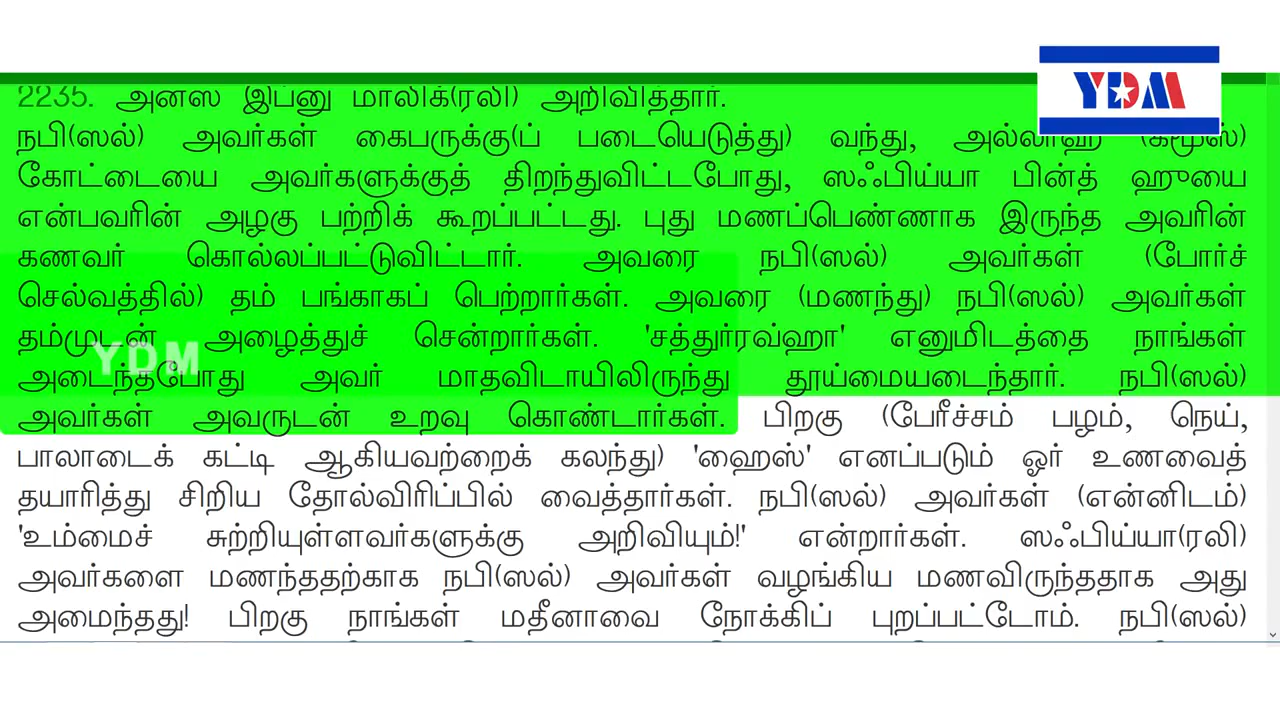 YDM
2235. அனஸ் இப்னு மாலிக்(ரலி) அறிவித்தார்.
நபி(ஸல்) அவர்கள் கைபருக்கு(ப் படையெடுத்து) வந்து, அல்லாஹ் (கமூஸ்)
கோட்டையை அவர்களுக்குத் திறந்துவிட்டபோது, ஸஃபிய்யா பின்த் ஹுயை
என்பவரின் அழகு பற்றிக் கூறப்பட்டது. புது மணப்பெண்ணாக இருந்த அவரின்
கணவர் கொல்லப்பட்டுவிட்டார். அவரை நபி(ஸல்) அவர்கள் (போர்ச்
செல்வத்தில்) தம் பங்காகப் பெற்றார்கள். அவரை (மணந்து) நபி(ஸல்) அவர்கள்
தம்முடன் அழைத்துச் சென்றார்கள். 'சத்துர்ரவ்ஹா' எனுமிடத்தை நாங்கள்
YDM
அடைந்தபோது அவர் மாதவிடாயிலிருந்து தூய்மையடைந்தார். நபி(ஸல்)
அவர்கள் அவருடன் உறவு கொண்டார்கள். பிறகு (பேரீச்சம் பழம், நெய்,
பாலாடைக் கட்டி ஆகியவற்றைக் கலந்து) 'ஹைஸ்' எனப்படும் ஓர் உணவைத்
தயாரித்து சிறிய தோல்விரிப்பில் வைத்தார்கள். நபி(ஸல்) அவர்கள் (என்னிடம்)
'உம்மைச் சுற்றியுள்ளவர்களுக்கு அறிவியும்!' என்றார்கள். ஸஃபிய்யா(ரலி)
அவர்களை மணந்ததற்காக நபி(ஸல்) அவர்கள் வழங்கிய மணவிருந்ததாக அது
அமைந்தது! பிறகு நாங்கள் மதீனாவை நோக்கிப் புறப்பட்டோம். நபி(ஸல்)